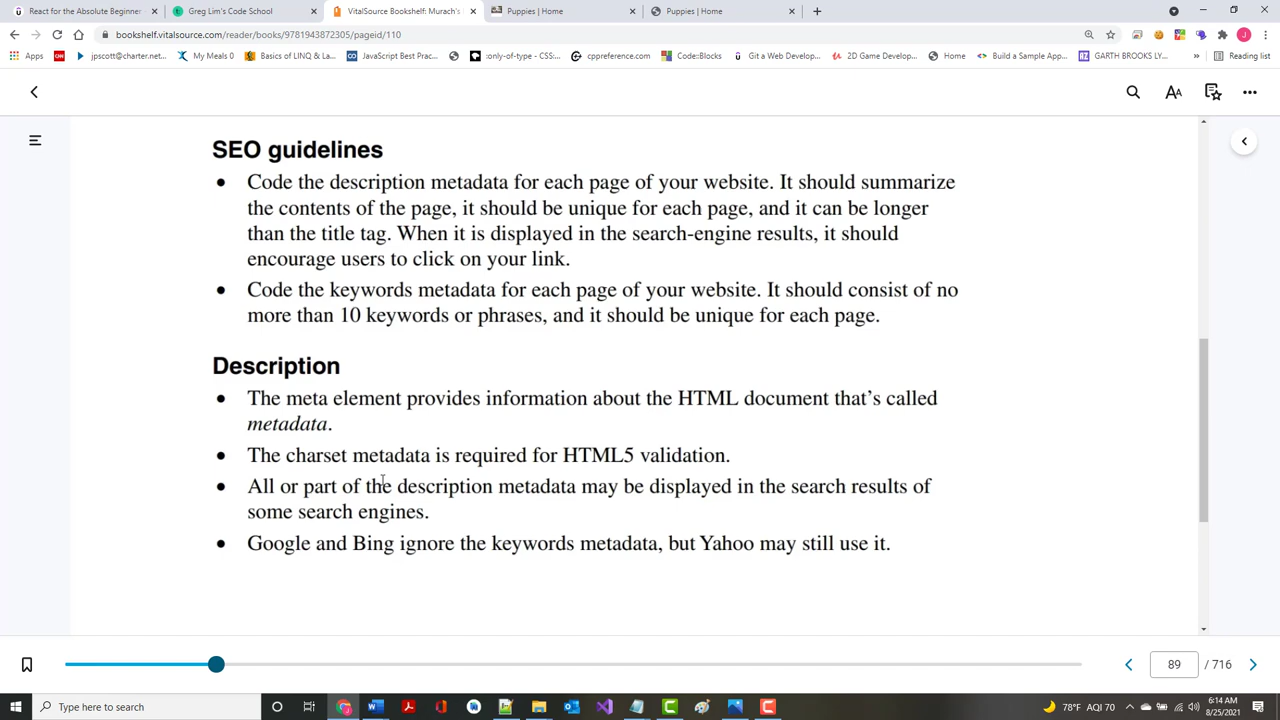 React for the Absolute Beginner:
Greg Lim's Code School
VitalSource Bookshelf: Murach's
Puppies | Home
Puppies | Home
bookshelf.vitalsource.com/reader/books/9781943872305/pageid/110
Apps
jpscott@charter.net...
My Meals 0
Basics of LINQ & La...
JavaScript Best Prac...
:only-of-type - CSS:...
cppreference.com
Code::Blocks
Git a Web Develop...
2D Game Develop...
Home
Build a Sample App...
GARTH BROOKS LY...
»
Reading list
SEO guidelines
• Code the description metadata for each page of your website. It should summarize
the contents of the page, it should be unique for each page, and it can be longer
than the title tag. When it is displayed in the search-engine results, it should
encourage users to click on your link.
• Code the keywords metadata for each page of your website. It should consist of no
more than 10 keywords or phrases, and it should be unique for each page.
Description
• The meta element provides information about the HTML document that's called
metadata.
• The charset metadata is required for HTML5 validation.
• All or part of the description metadata may be displayed in the search results of
some search engines.
• Google and Bing ignore the keywords metadata, but Yahoo may still use it.
89 / 716
Type here to search
78°F AQI 70
6:14 AM
8/25/2021